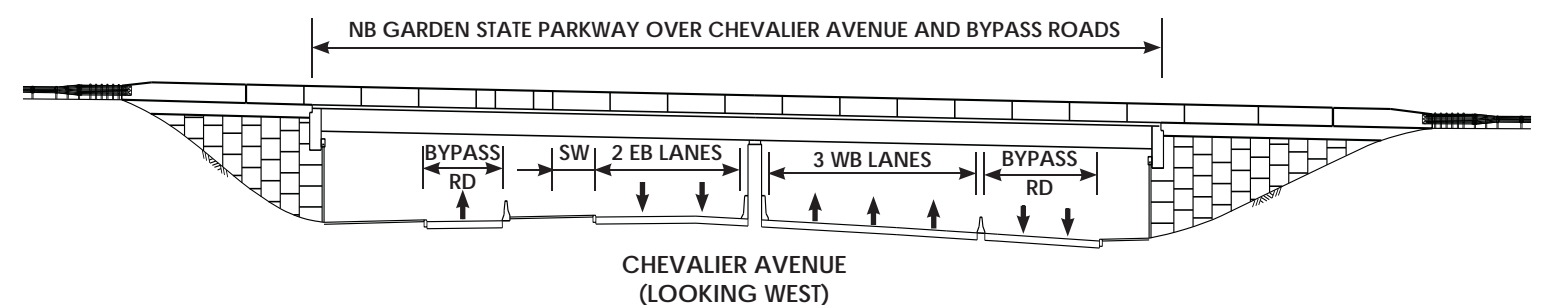 NB GARDEN STATE PARKWAY OVER CHEVALIER AVENUE AND BYPASS ROADS
BYPASS
RD
SW
2 EB LANES
3 WB LANES
BYPASS
RD
CHEVALIER AVENUE
(LOOKING WEST)